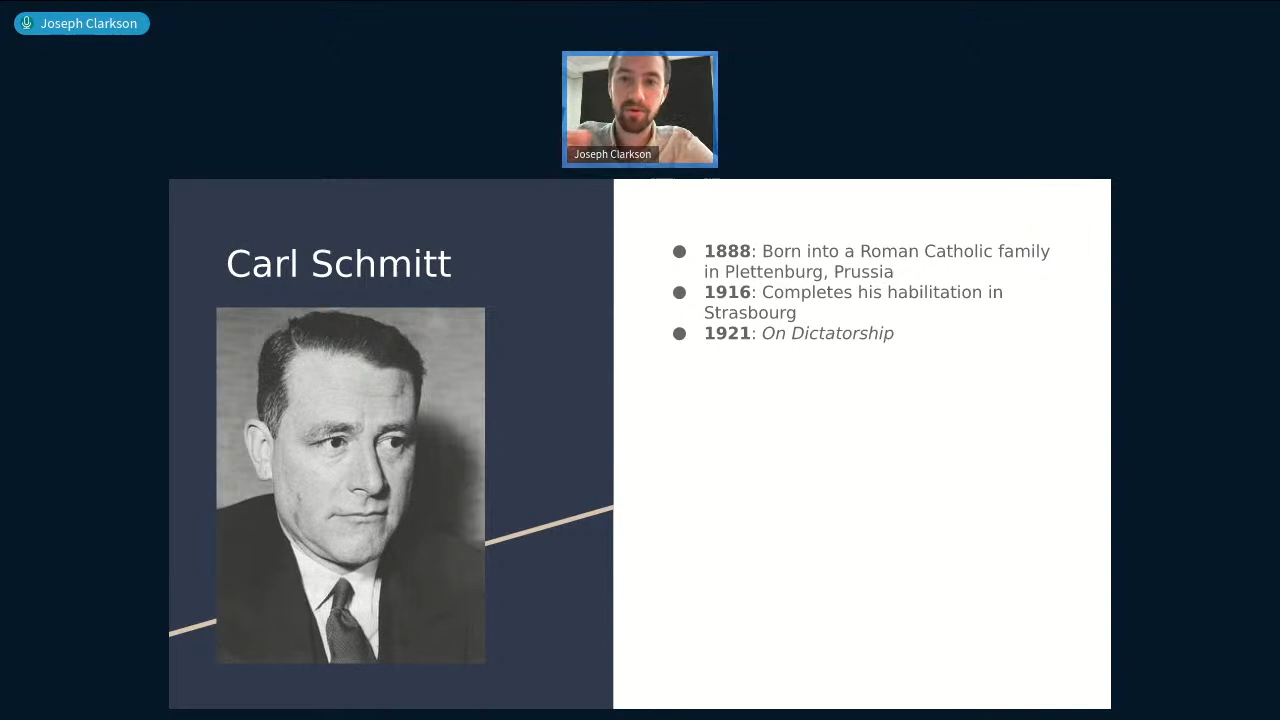 Joseph Clarkson
Joseph Clarkson
Carl Schmitt
● 1888: Born into a Roman Catholic family
in Plettenburg, Prussia
● 1916: Completes his habilitation in
Strasbourg
● 1921: On Dictatorship